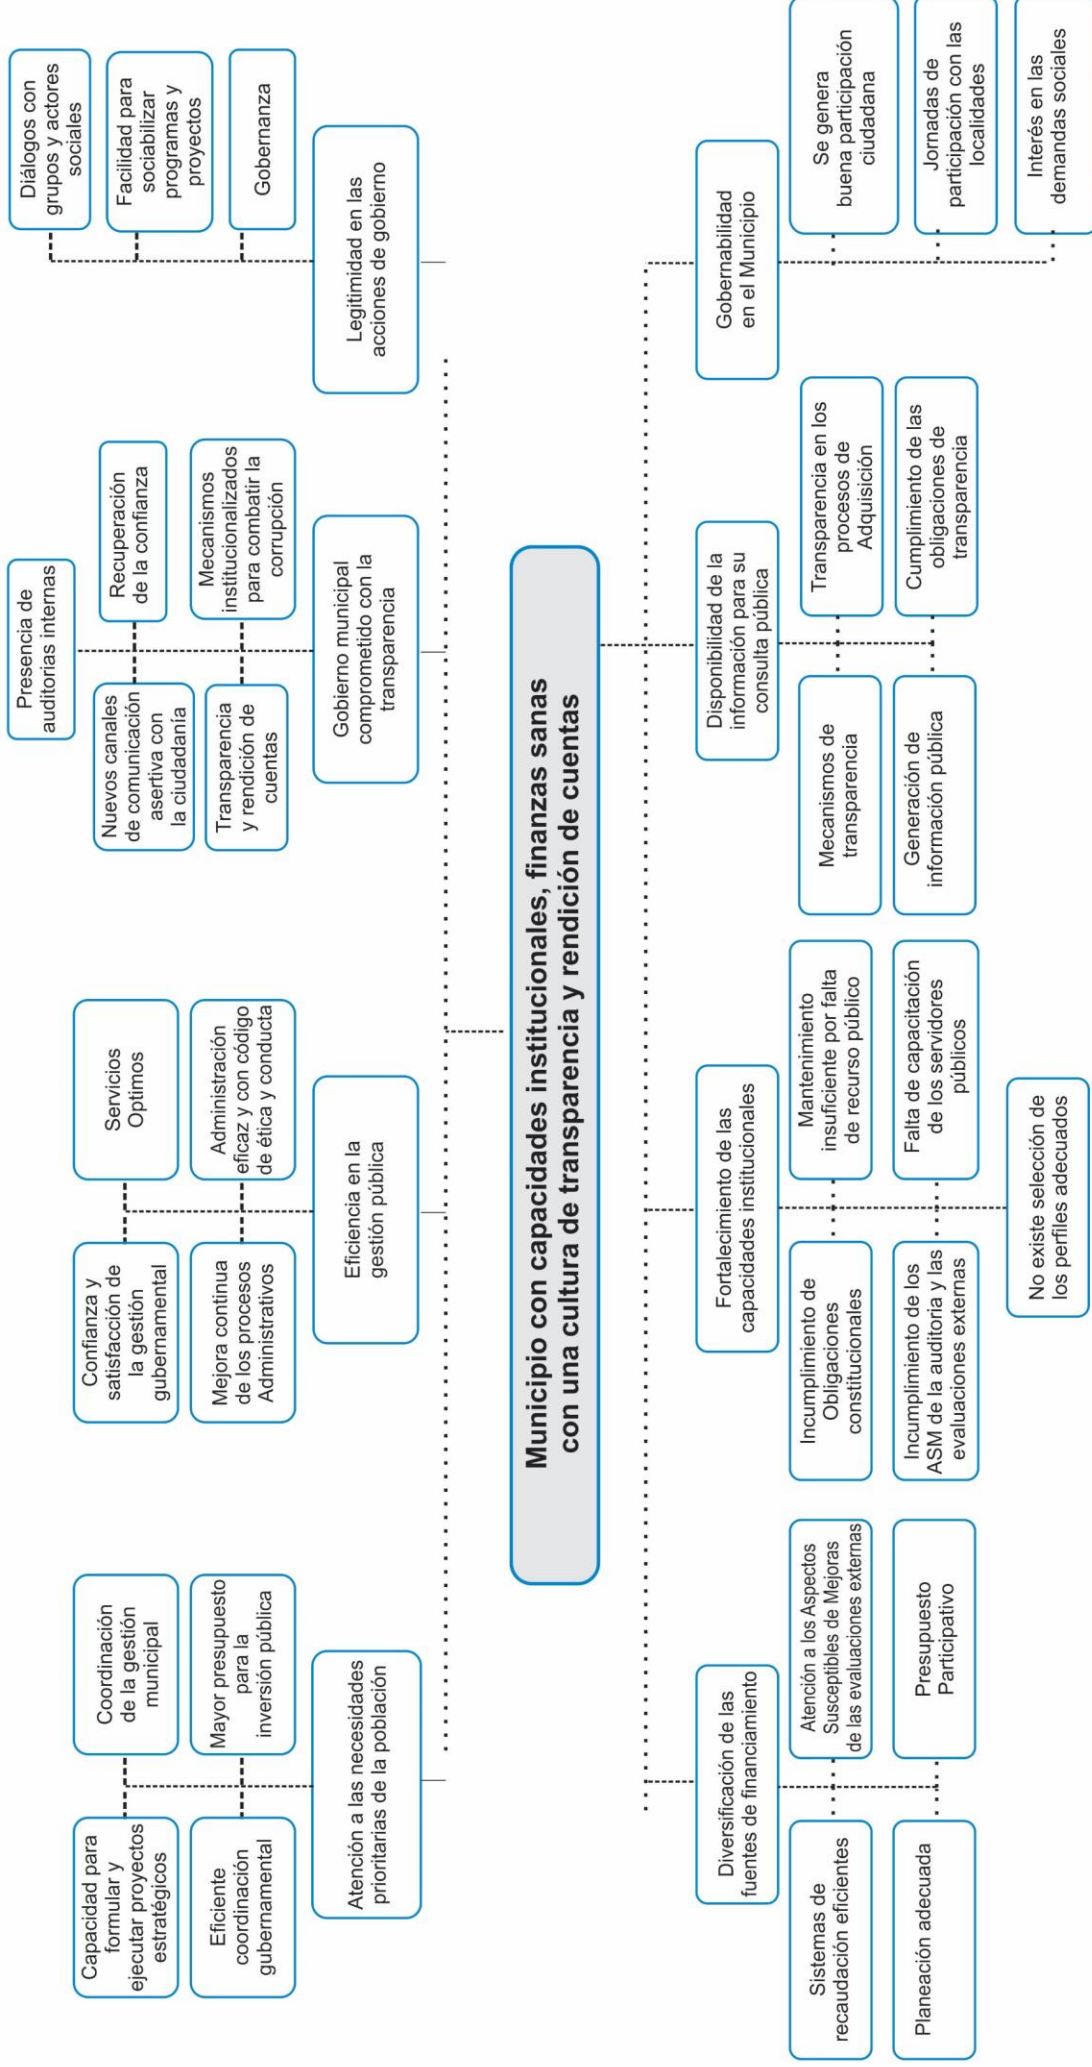 Capacidad para
formular y
ejecutar proyectos
estratégicos
Coordinación
de la gestión
municipal
Eficiente
coordinación
gubernamental
Mayor presupuesto
para la
inversión pública
Atención a las necesidades
prioritarias de la población
Confianza y
satisfacción de
la gestión
gubernamental
Servicios
Optimos
Mejora continua
de los procesos
Administrativos
Administración
eficaz y con código
de ética y conducta
Eficiencia en la
gestión pública
Presencia de
auditorias internas
Nuevos canales
de comunicación
asertiva con
la ciudadanía
Recuperación
de la confianza
Transparencia
y rendición de
cuentas
Mecanismos
institucionalizados
para combatir la
corrupción
Gobierno municipal
comprometido con la
transparencia
Diálogos con
grupos y actores
sociales
Facilidad para
sociabilizar
programas y
proyectos
Gobernanza
Legitimidad en las
acciones de gobierno
Municipio con capacidades institucionales, finanzas sanas
con una cultura de transparencia y rendición de cuentas
Diversificación de las
fuentes de financiamiento
Sistemas de
recaudación eficientes
Atención a los Aspectos
Susceptibles de Mejoras
de las evaluaciones externas
Planeación adecuada
Presupuesto
Participativo
Fortalecimiento de las
capacidades institucionales
Incumplimiento de
Obligaciones
constitucionales
Mantenimiento
insuficiente por falta
de recurso público
Incumplimiento de los
ASM de la auditoria y las
evaluaciones externas
Falta de capacitación
de los servidores
públicos
No existe selección de
los perfiles adecuados
Disponibilidad de la
información para su
consulta pública
Mecanismos de
transparencia
Transparencia en los
procesos de
Adquisición
Generación de
información pública
Cumplimiento de las
obligaciones de
transparencia
Gobernabilidad
en el Municipio
Se genera
buena participación
ciudadana
Jornadas de
participación con las
localidades
Interés en las
demandas sociales